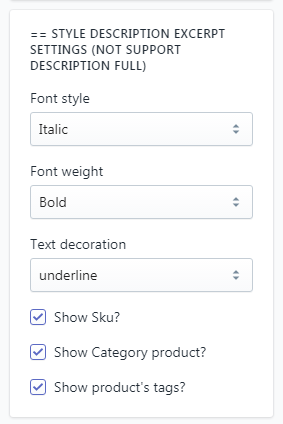 == STYLE DESCRIPTION EXCERPT
SETTINGS (NOT SUPPORT
DESCRIPTION FULL)
Font style
Italic
Font weight
Bold
Text decoration
underline
Show Sku?
Show Category product?
Show product's tags?